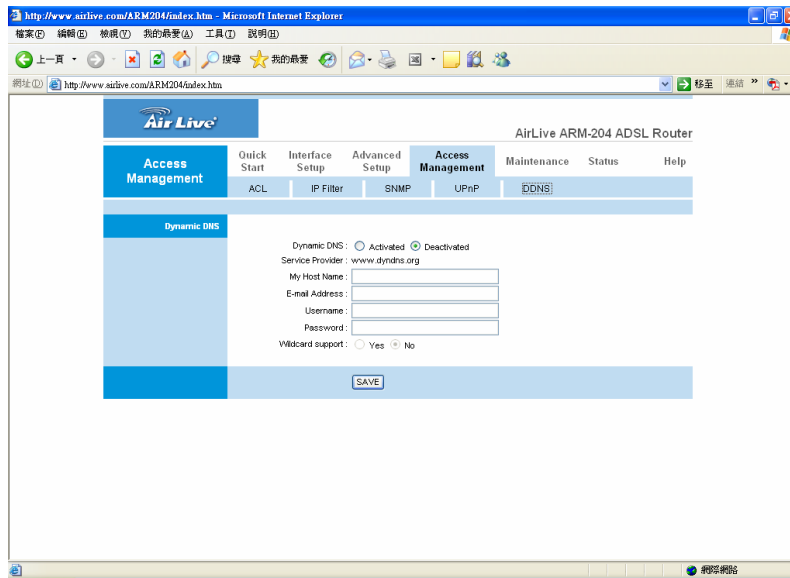 http://www.airlive.com/ARM204/index.htm - Microsoft Internet Explorer
檔案(F) 編輯(E) 檢視(V) 我的最愛(A) 工具(T) 說明(H)
上一頁 搜尋 我的最愛
網址(D) http://www.airlive.com/ARM204/index.htm 移至 連結 »
Air Live
AirLive ARM-204 ADSL Router
Access Management
Quick Start Interface Setup Advanced Setup Access Management Maintenance Status Help
ACL IP Filter SNMP UPnP DDNS
Dynamic DNS
Dynamic DNS : Activated Deactivated
Service Provider : www.dyndns.org
My Host Name :
E-mail Address :
Username :
Password :
Wildcard support : Yes No
SAVE
網際網路